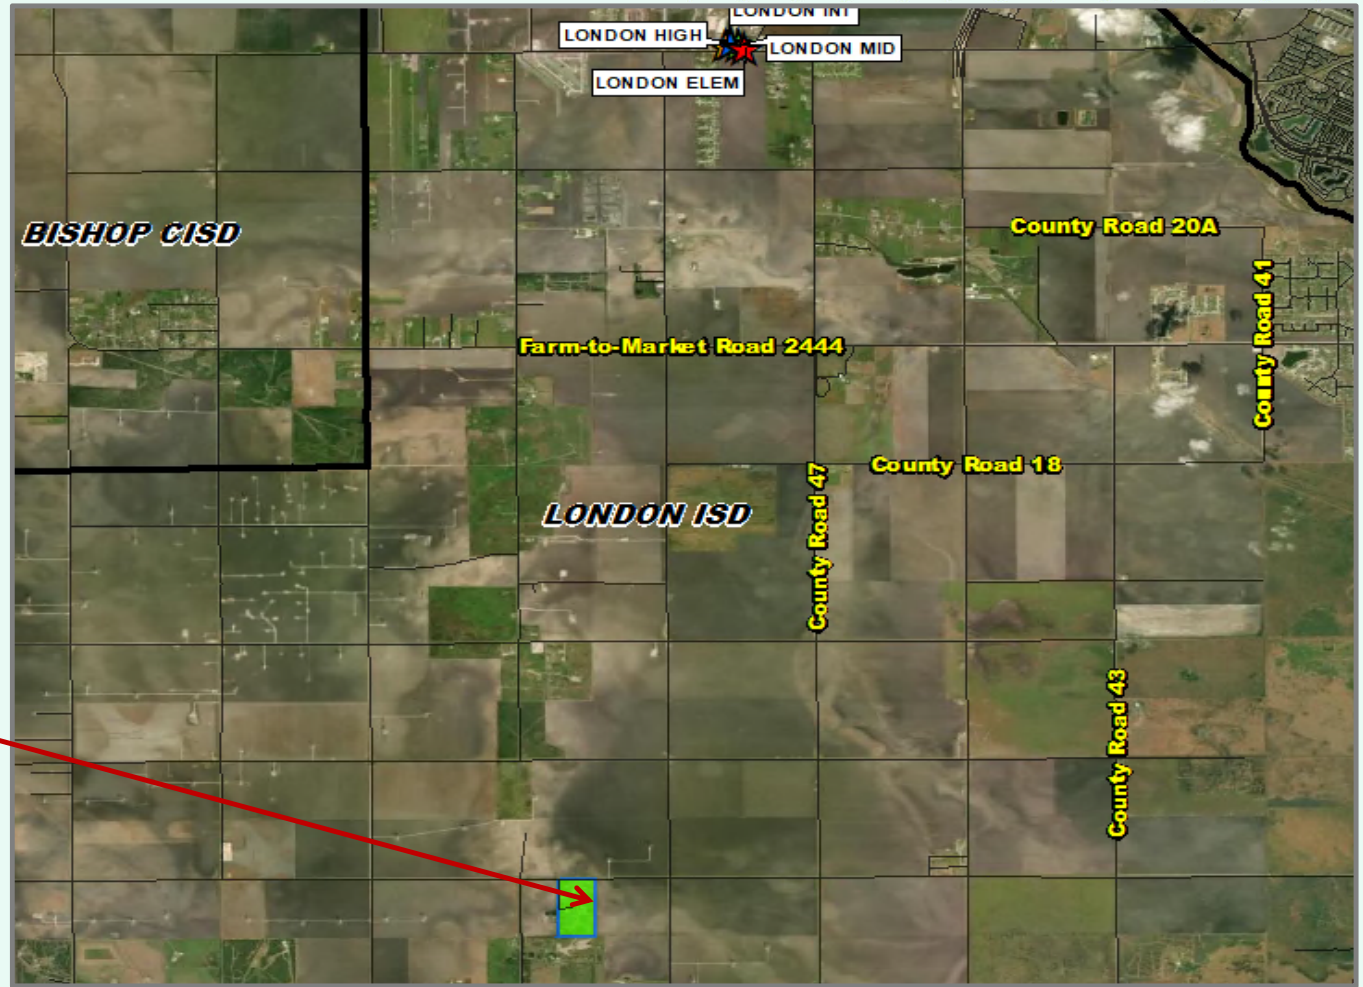 LONDON INT
LONDON HIGH
LONDON MID
LONDON ELEM
BISHOP CISD
County Road 20A
County Road 41
Farm-to-Market Road 2444
County Road 18
LONDON ISD
County Road 47
County Road 43